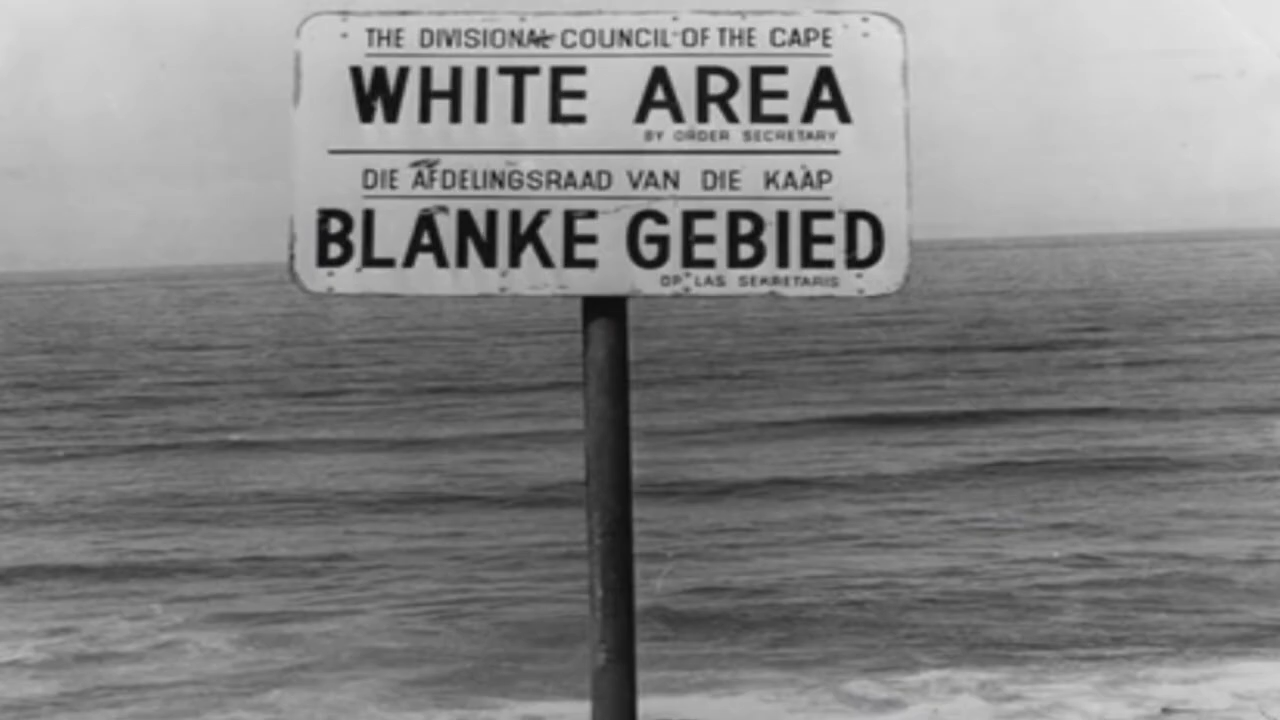 THE DIVISIONAL COUNCIL OF THE CAPE
WHITE AREA
BY ORDER SECRETARY
DIE AFDELINGSRAAD VAN DIE KAAP
BLANKE GEBIED
OP LAS SEKRETARIS